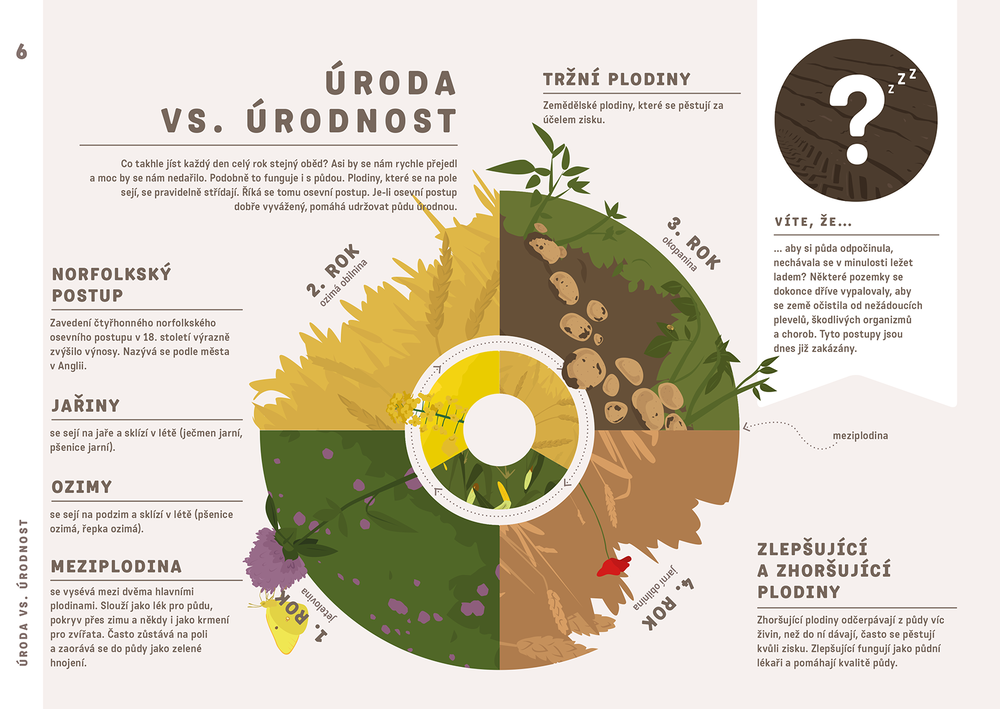 6
ÚRODA
VS. ÚRODNOST
Co takhle jíst každý den celý rok stejný oběd? Asi by se nám rychle přejedl
a moc by se nám nedařilo. Podobně to funguje i s půdou. Plodiny, které se na pole
sejí, se pravidelně střídají. Říká se tomu osevní postup. Je-li osevní postup
dobře vyvážený, pomáhá udržovat půdu úrodnou.
TRŽNÍ PLODINY
Zemědělské plodiny, které se pěstují za
účelem zisku.
?
z z z
VÍTE, ŽE...
... aby si půda odpočinula,
nechávala se v minulosti ležet
ladem? Některé pozemky se
dokonce dříve vypalovaly, aby
se země očistila od nežádoucích
plevelů, škodlivých organizmů
a chorob. Tyto postupy jsou
dnes již zakázány.
NORFOLKSKÝ
POSTUP
Zavedení čtyřhonného norfolkského
osevního postupu v 18. století výrazně
zvýšilo výnosy. Nazývá se podle města
v Anglii.
JAŘINY
se sejí na jaře a sklízí v létě (ječmen jarní,
pšenice jarní).
OZIMY
se sejí na podzim a sklízí v létě (pšenice
ozimá, řepka ozimá).
MEZIPLODINA
se vysévá mezi dvěma hlavními
plodinami. Slouží jako lék pro půdu,
pokryv přes zimu a někdy i jako krmení
pro zvířata. Často zůstává na poli
a zaorává se do půdy jako zelené
hnojení.
2. ROK
ozimá obilnina
3. ROK
okopanina
meziplodina
1. ROK
jetelovina
4. ROK
jarní obilnina
ZLEPŠUJÍCÍ
A ZHORŠUJÍCÍ
PLODINY
Zhoršující plodiny odčerpávají z půdy víc
živin, než do ní dávají, často se pěstují
kvůli zisku. Zlepšující fungují jako půdní
lékaři a pomáhají kvalitě půdy.
ÚRODA VS. ÚRODNOST